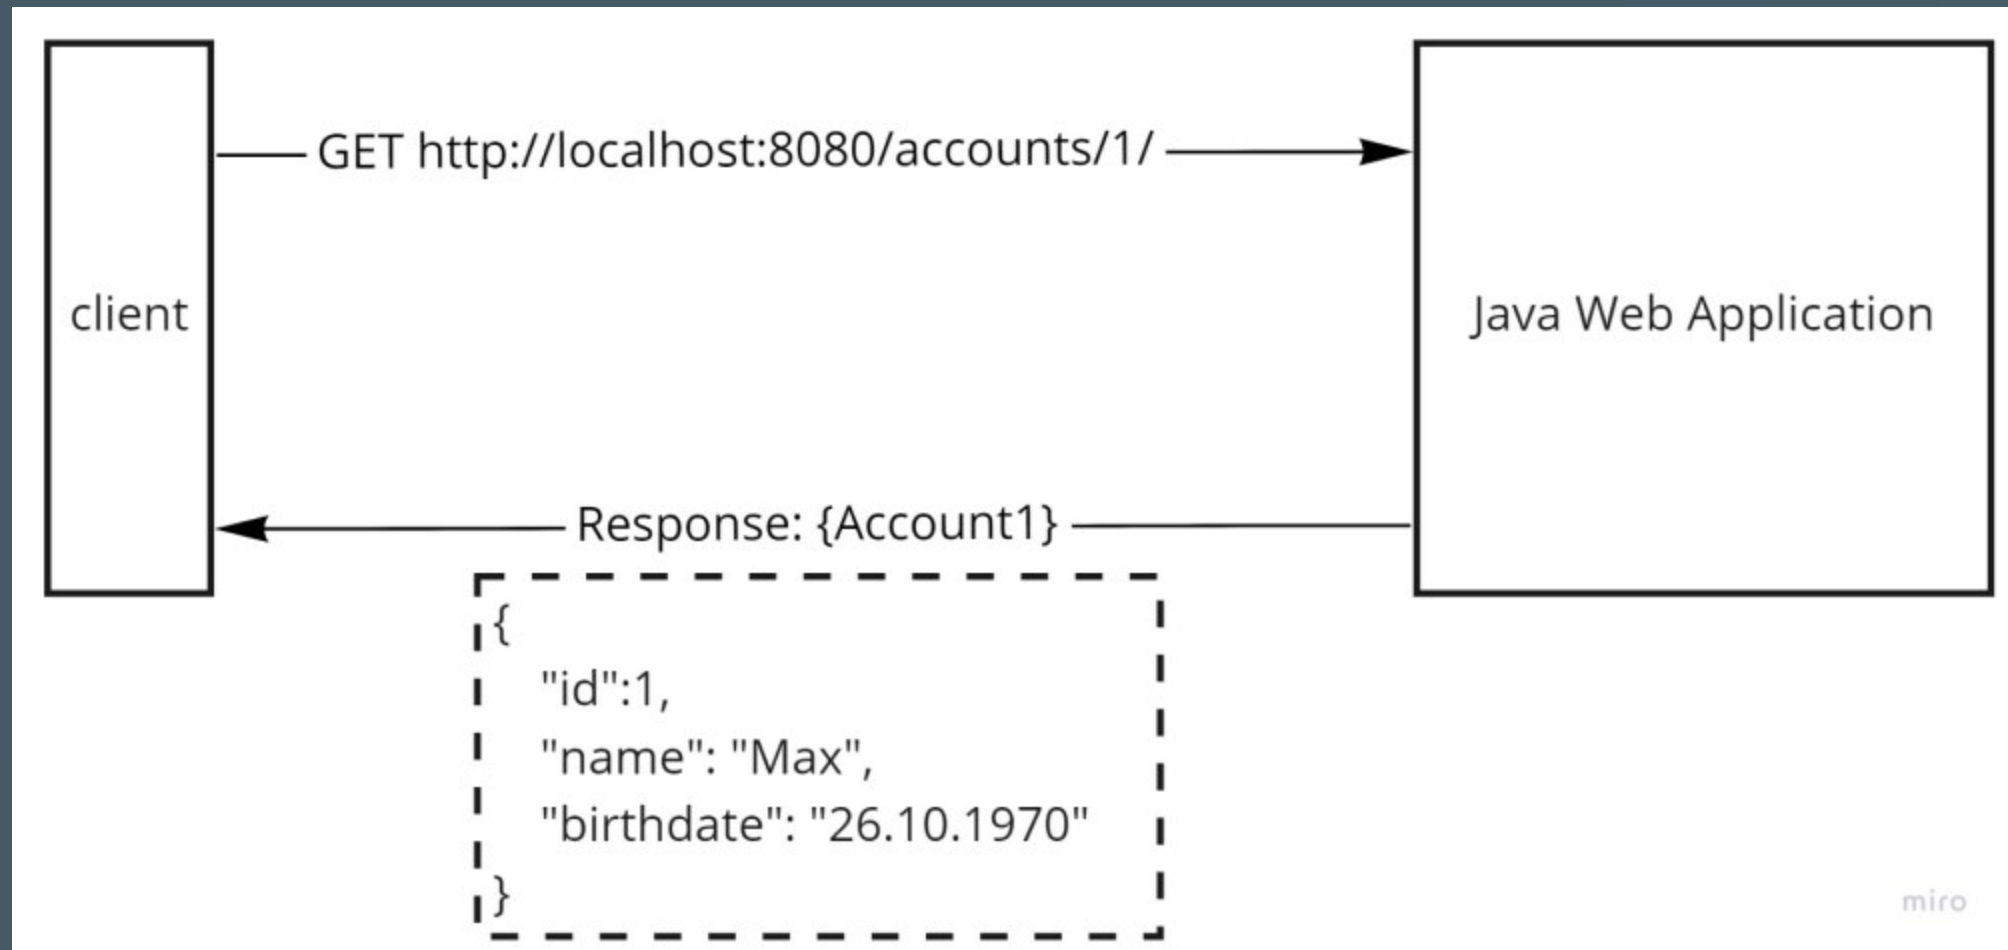 GET http://localhost:8080/accounts/1/
client
Java Web Application
Response: {Account1}
{
"id":1,
"name": "Max",
"birthdate": "26.10.1970"
}
miro